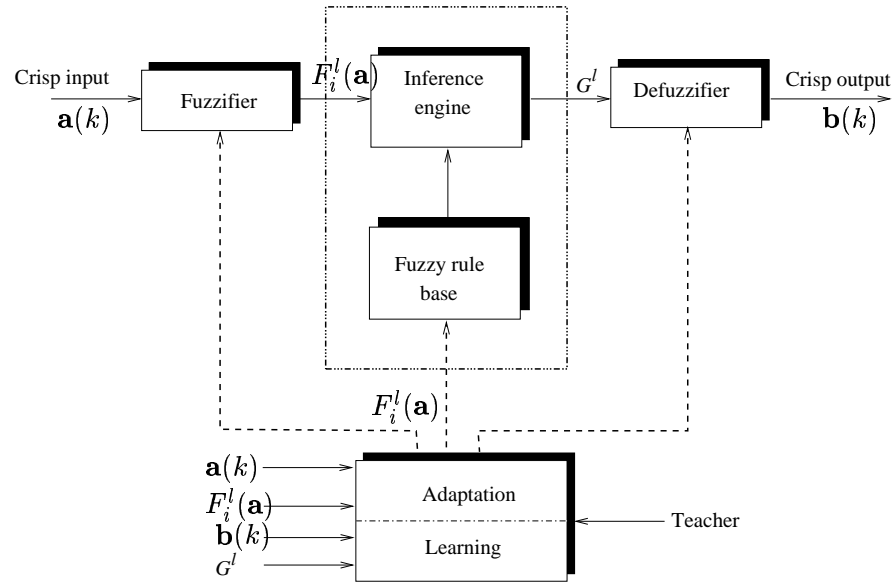 Crisp input
a(k)
Fuzzifier
F_i^l(a)
Inference
engine
G^l
Defuzzifier
Crisp output
b(k)
Fuzzy rule
base
F_i^l(a)
a(k)
F_i^l(a)
b(k)
G^l
Adaptation
Learning
Teacher